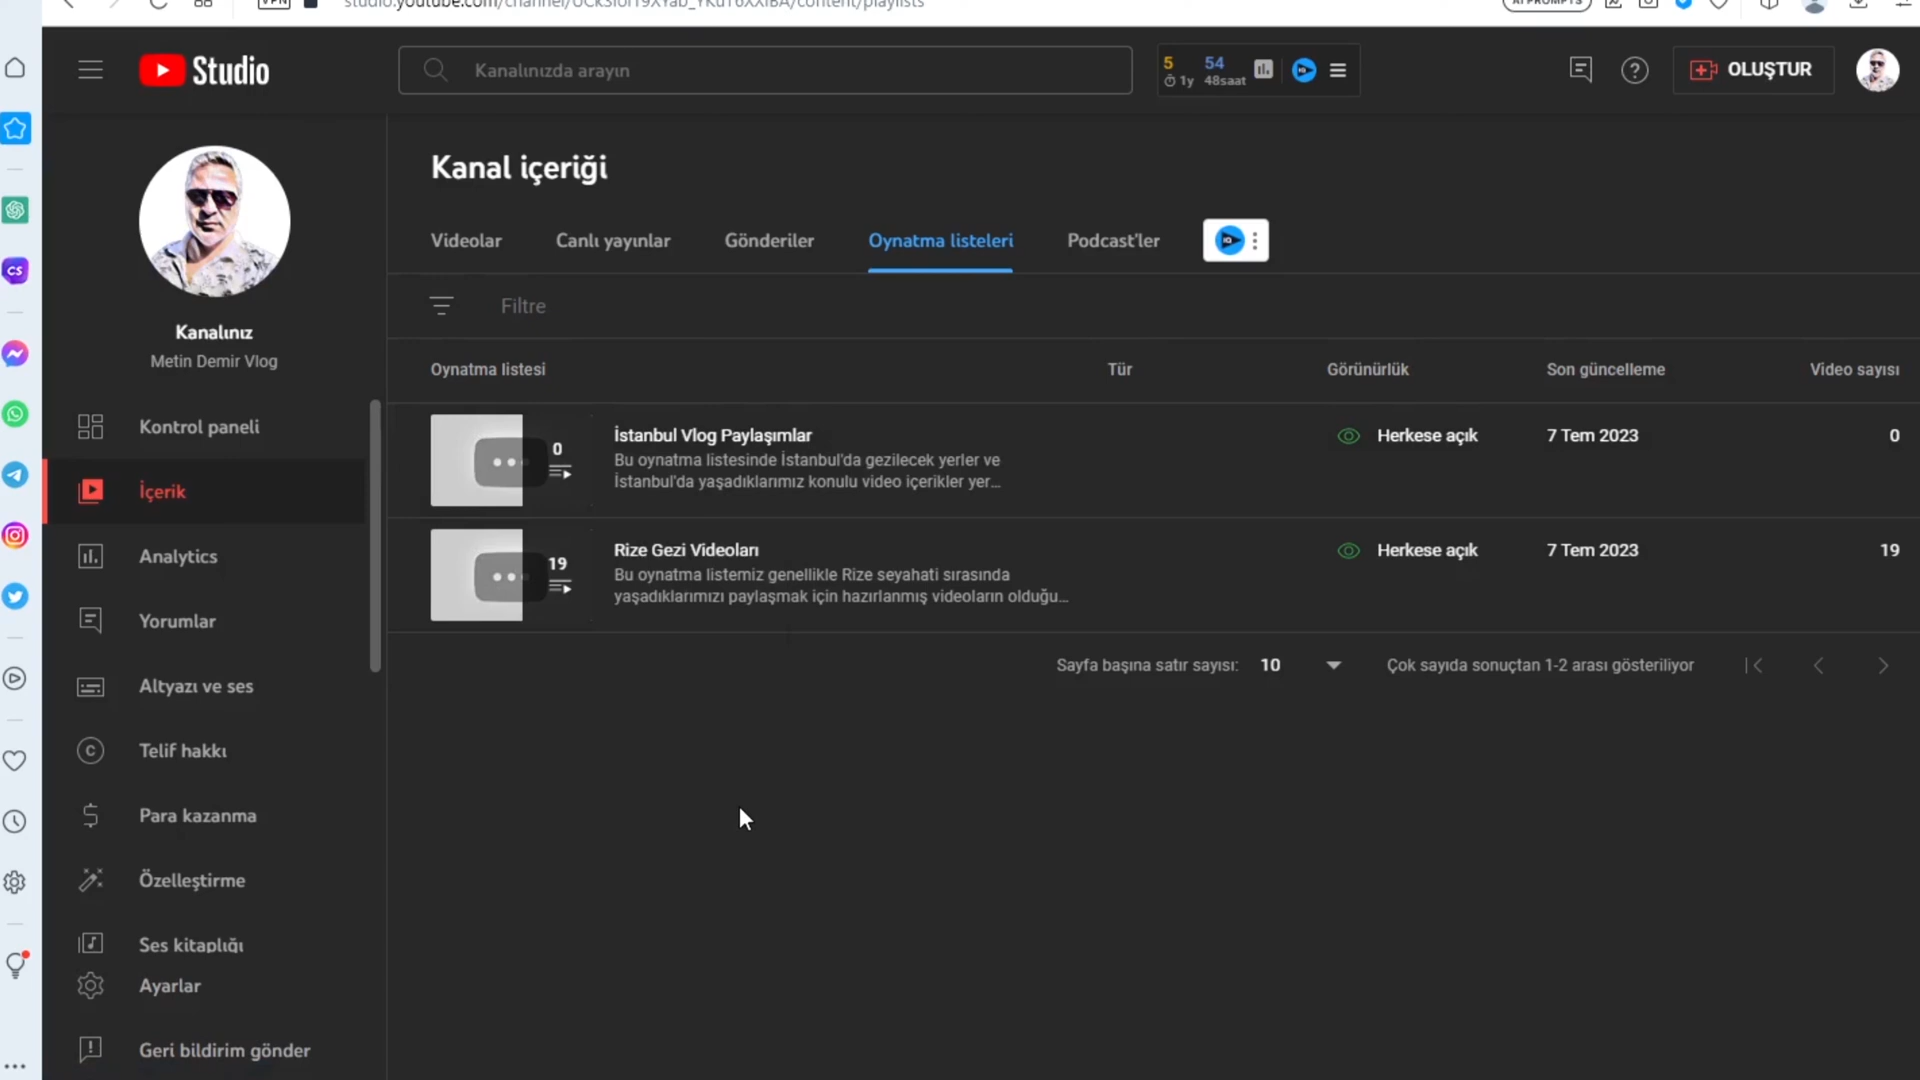 VPN
AI PROMPTS
Studio
Kanalınızda arayın
5
1y
54
48saat
OLUŞTUR
Kanalınız
Metin Demir Vlog
Kontrol paneli
İçerik
Analytics
Yorumlar
Altyazı ve ses
Telif hakkı
Para kazanma
Özelleştirme
Ses kitaplığı
Ayarlar
Geri bildirim gönder
Kanal içeriği
Videolar Canlı yayınlar Gönderiler Oynatma listeleri Podcast'ler
Filtre
Oynatma listesi Tür Görünürlük Son güncelleme Video sayısı
0
İstanbul Vlog Paylaşımlar
Bu oynatma listesinde İstanbul'da gezilecek yerler ve
İstanbul'da yaşadıklarımız konulu video içerikler yer...
Herkese açık 7 Tem 2023 0
19
Rize Gezi Videoları
Bu oynatma listemiz genellikle Rize seyahati sırasında
yaşadıklarımızı paylaşmak için hazırlanmış videoların olduğu...
Herkese açık 7 Tem 2023 19
Sayfa başına satır sayısı: 10 Çok sayıda sonuçtan 1-2 arası gösteriliyor